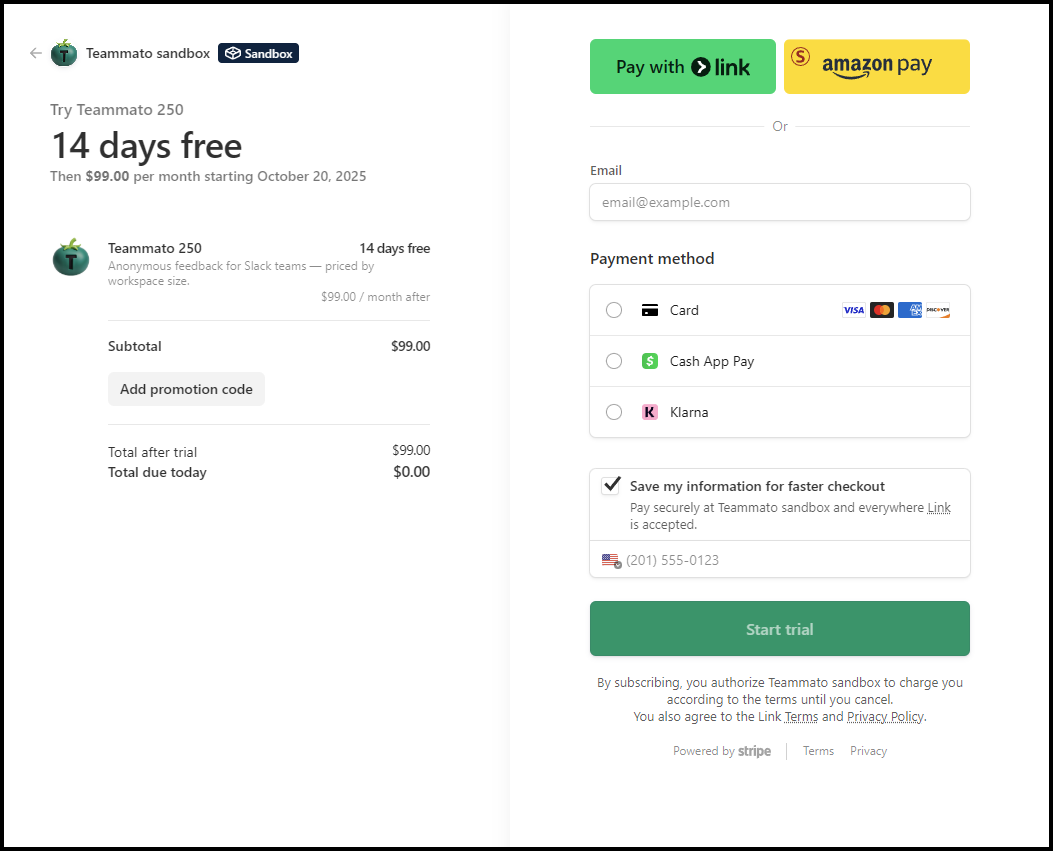 Teammato sandbox Sandbox
Try Teammato 250
14 days free
Then $99.00 per month starting October 20, 2025
T
Teammato 250 14 days free
Anonymous feedback for Slack teams — priced by
workspace size.
$99.00 / month after
Subtotal $99.00
Add promotion code
Total after trial $99.00
Total due today $0.00
Pay with link
S amazon pay
Or
Email
email@example.com
Payment method
Card VISA AMEX DISCOVER
$ Cash App Pay
K Klarna
Save my information for faster checkout
Pay securely at Teammato sandbox and everywhere Link
is accepted.
(201) 555-0123
Start trial
By subscribing, you authorize Teammato sandbox to charge you
according to the terms until you cancel.
You also agree to the Link Terms and Privacy Policy.
Powered by stripe Terms Privacy